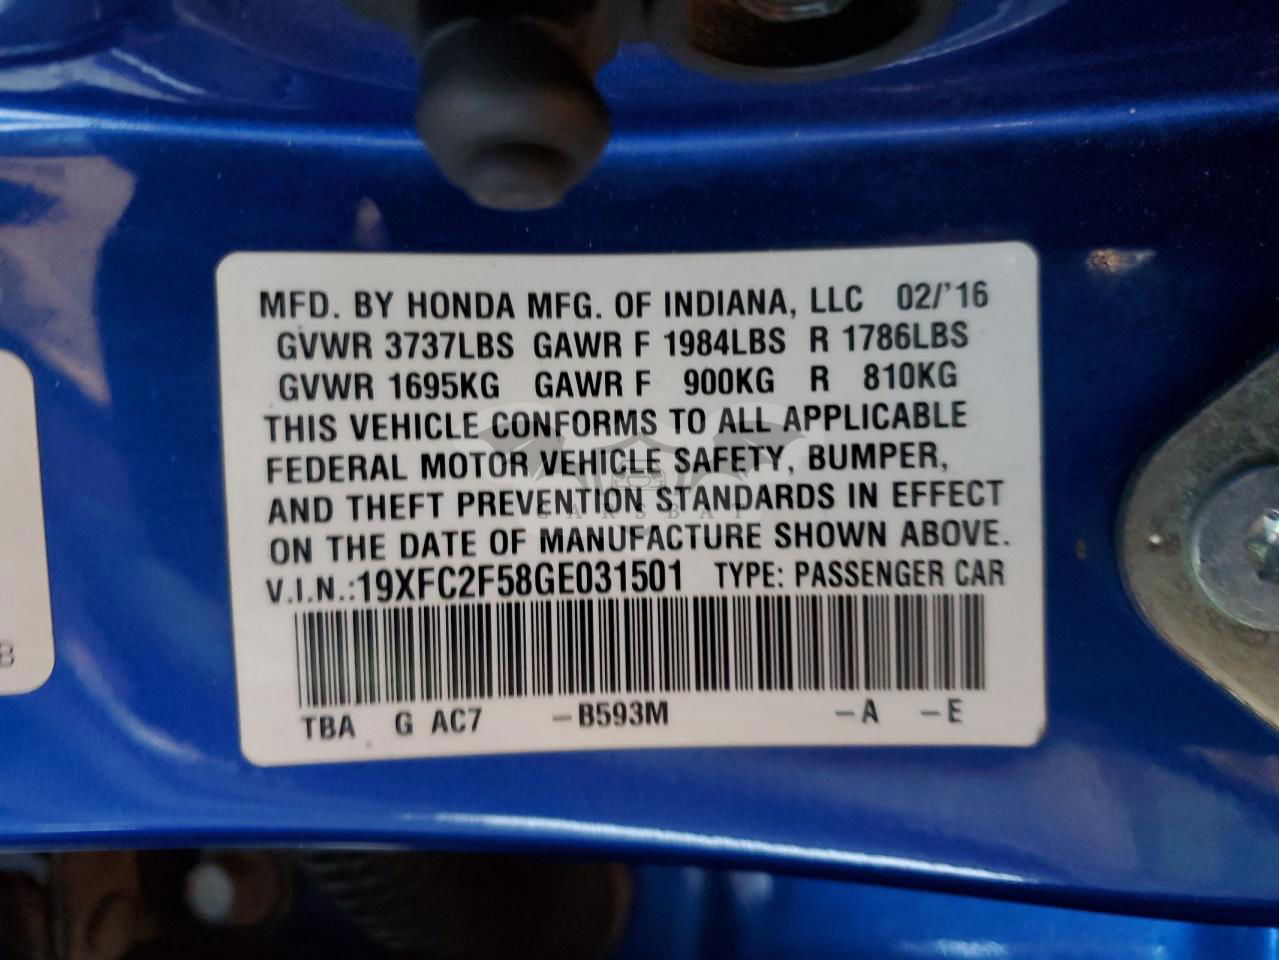 MFD. BY HONDA MFG. OF INDIANA, LLC 02/'16
GVWR 3737LBS GAWR F 1984LBS R 1786LBS
GVWR 1695KG GAWR F 900KG R 810KG
THIS VEHICLE CONFORMS TO ALL APPLICABLE
FEDERAL MOTOR VEHICLE SAFETY, BUMPER,
AND THEFT PREVENTION STANDARDS IN EFFECT
CARSBAT
ON THE DATE OF MANUFACTURE SHOWN ABOVE.
V.I.N.:19XFC2F58GE031501 TYPE: PASSENGER CAR
TBA G AC7 -B593M -A -E
B